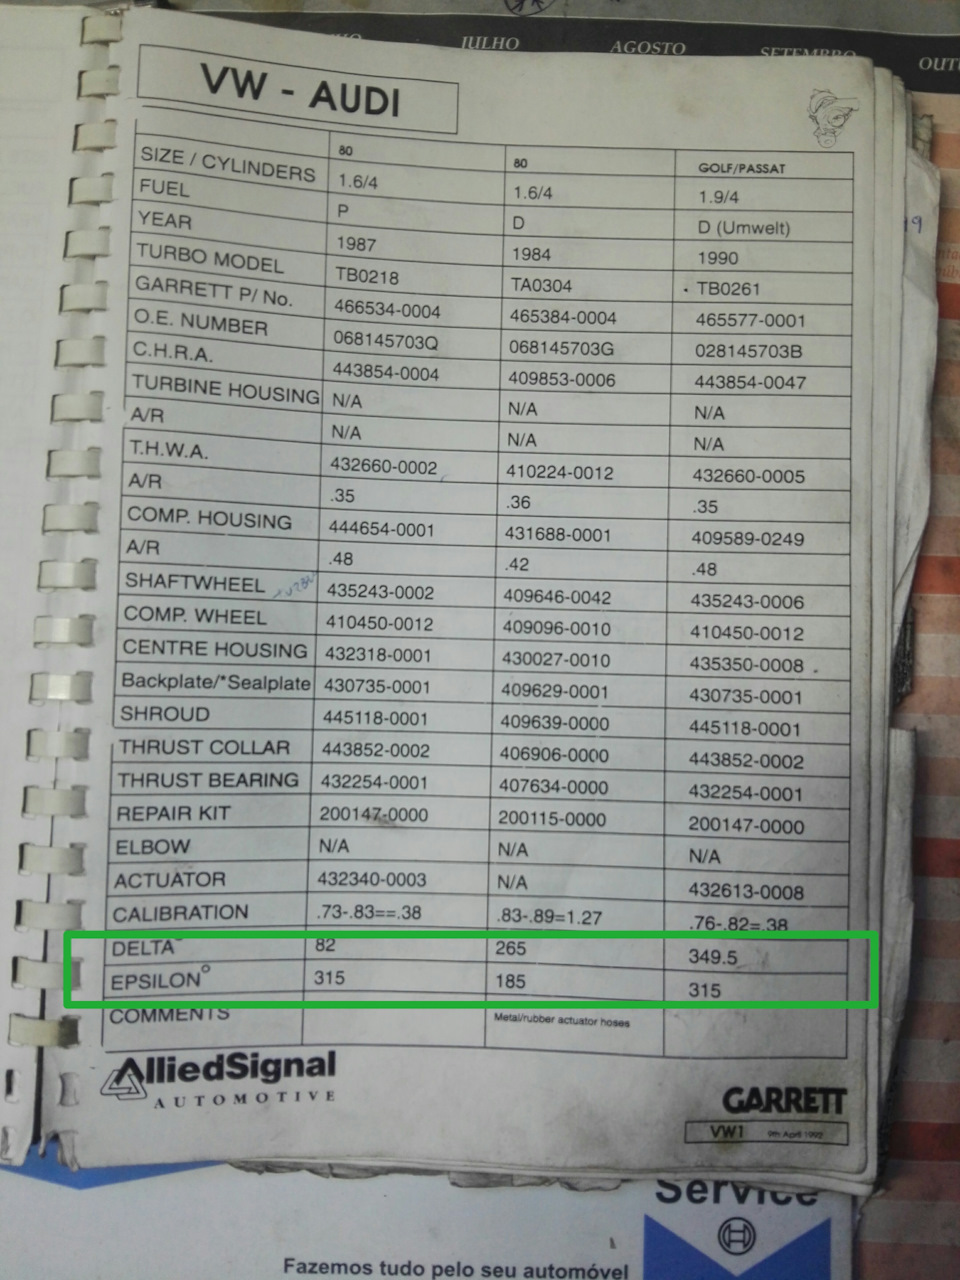 JULHO AGOSTO SETEMBRO
VW - AUDI
80 80 GOLF/PASSAT
SIZE / CYLINDERS 1.6/4 1.6/4 1.9/4
FUEL P D D (Umwelt)
YEAR 1987 1984 1990
TURBO MODEL TB0218 TA0304 TB0261
GARRETT P/ No. 466534-0004 465384-0004 465577-0001
O.E. NUMBER 068145703Q 068145703G 028145703B
C.H.R.A. 443854-0004 409853-0006 443854-0047
TURBINE HOUSING N/A N/A N/A
A/R N/A N/A N/A
T.H.W.A. 432660-0002 410224-0012 432660-0005
A/R .35 .36 .35
COMP. HOUSING 444654-0001 431688-0001 409589-0249
A/R .48 .42 .48
SHAFTWHEEL 435243-0002 409646-0042 435243-0006
COMP. WHEEL 410450-0012 409096-0010 410450-0012
CENTRE HOUSING 432318-0001 430027-0010 435350-0008
Backplate/*Sealplate 430735-0001 409629-0001 430735-0001
SHROUD 445118-0001 409639-0000 445118-0001
THRUST COLLAR 443852-0002 406906-0000 443852-0002
THRUST BEARING 432254-0001 407634-0000 432254-0001
REPAIR KIT 200147-0000 200115-0000 200147-0000
ELBOW N/A N/A N/A
ACTUATOR 432340-0003 N/A 432613-0008
CALIBRATION .73-.83==.38 .83-.89=1.27 .76-.82=.38
DELTA° 82 265 349.5
EPSILON° 315 185 315
COMMENTS Metal/rubber actuator hoses
AlliedSignal
AUTOMOTIVE
GARRETT
VW1 9th April 1992
Service
Fazemos tudo pelo seu automóvel